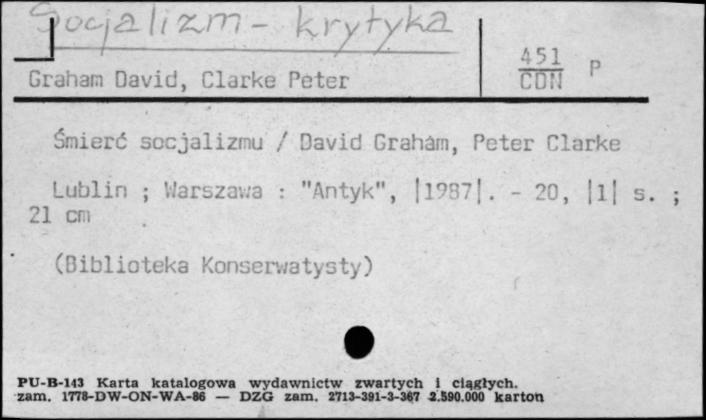 Socjalizm - krytyka
Graham David, Clarke Peter
451
CDN
P
Śmierć socjalizmu / David Graham, Peter Clarke
Lublin ; Warszawa : "Antyk", |1987|. - 20, |1| s. ;
21 cm
(Biblioteka Konserwatysty)
PU-B-143 Karta katalogowa wydawnictw zwartych i ciągłych.
zam. 1778-DW-ON-WA-86 — DZG zam. 2713-391-3-367 2.590.000 karton